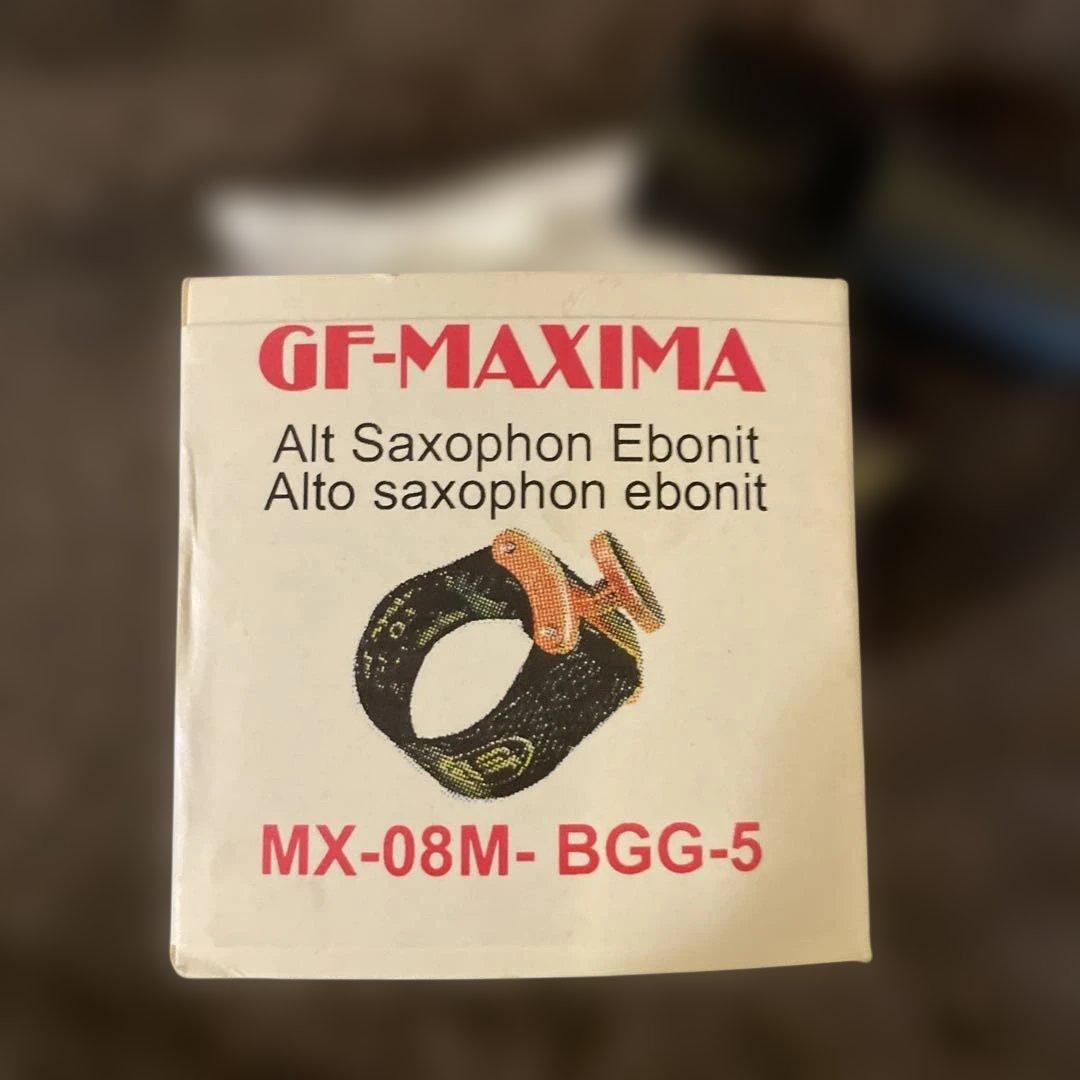 GF-MAXIMA
Alt Saxophon Ebonit
Alto saxophon ebonit
MX-08M- BGG-5